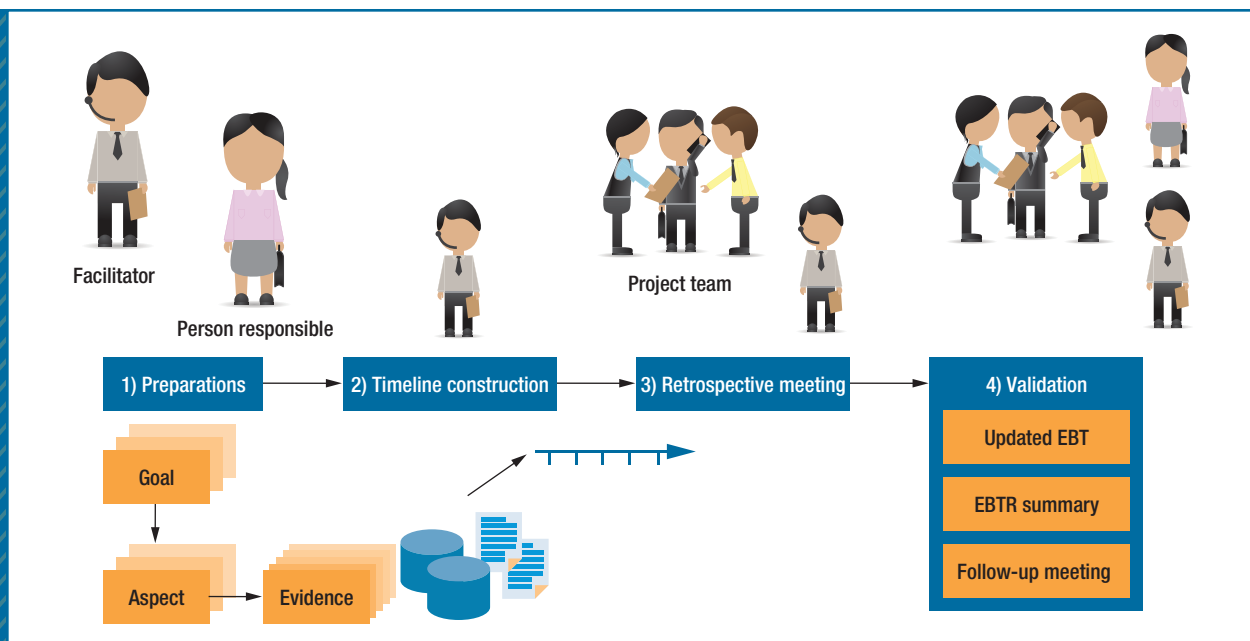 Facilitator
Person responsible
Project team
1) Preparations
2) Timeline construction
3) Retrospective meeting
4) Validation
Goal
Aspect
Evidence
Updated EBT
EBTR summary
Follow-up meeting